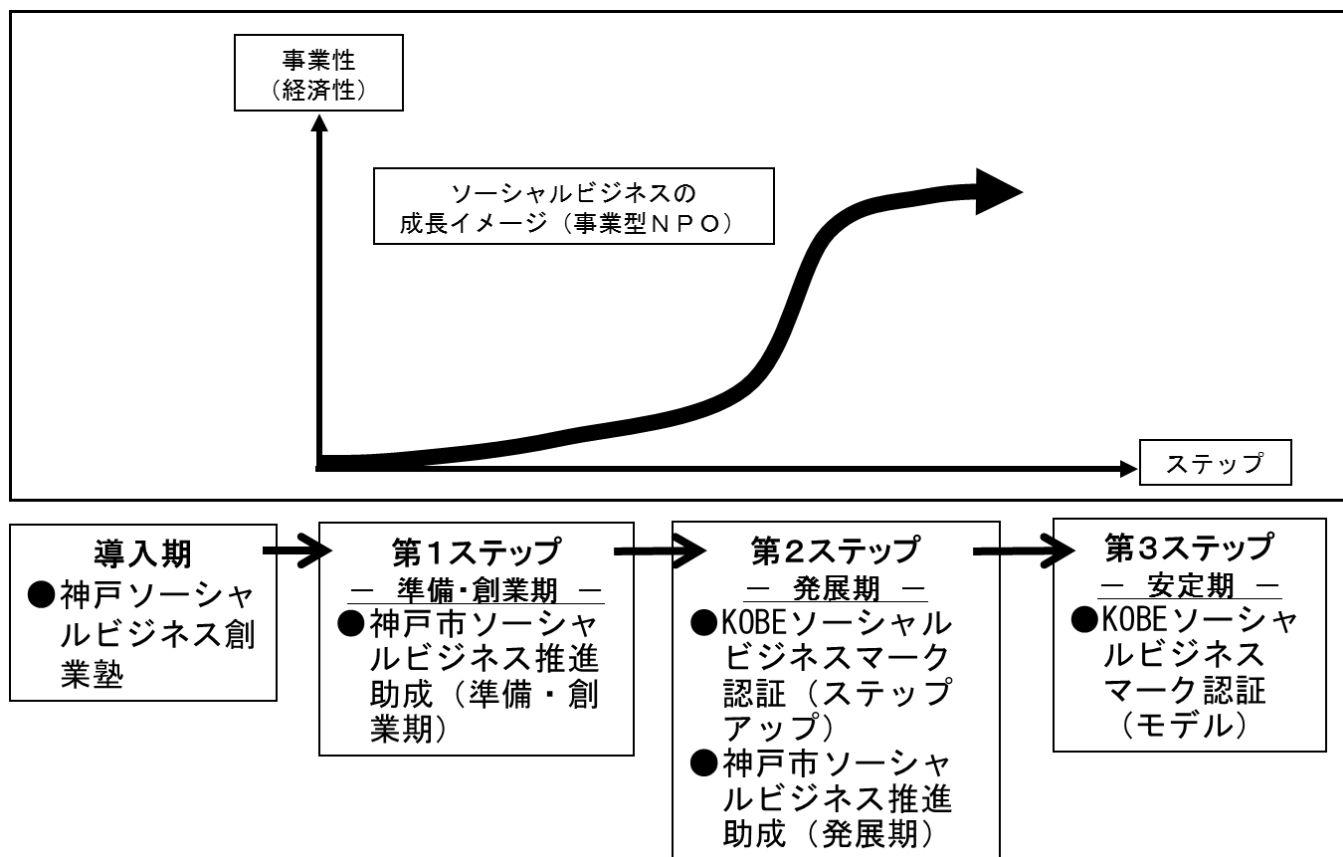 事業性
（経済性）
ソーシャルビジネスの
成長イメージ（事業型ＮＰＯ）
ステップ
導入期
●神戸ソーシャ
ルビジネス創
業塾
第１ステップ
― 準備・創業期 ―
●神戸市ソーシャ
ルビジネス推進
助成（準備・創
業期）
第２ステップ
― 発展期 ―
●KOBEソーシャル
ビジネスマーク
認証（ステップ
アップ）
●神戸市ソーシャ
ルビジネス推進
助成（発展期）
第３ステップ
― 安定期 ―
●KOBEソーシャ
ルビジネス
マーク認証
（モデル）